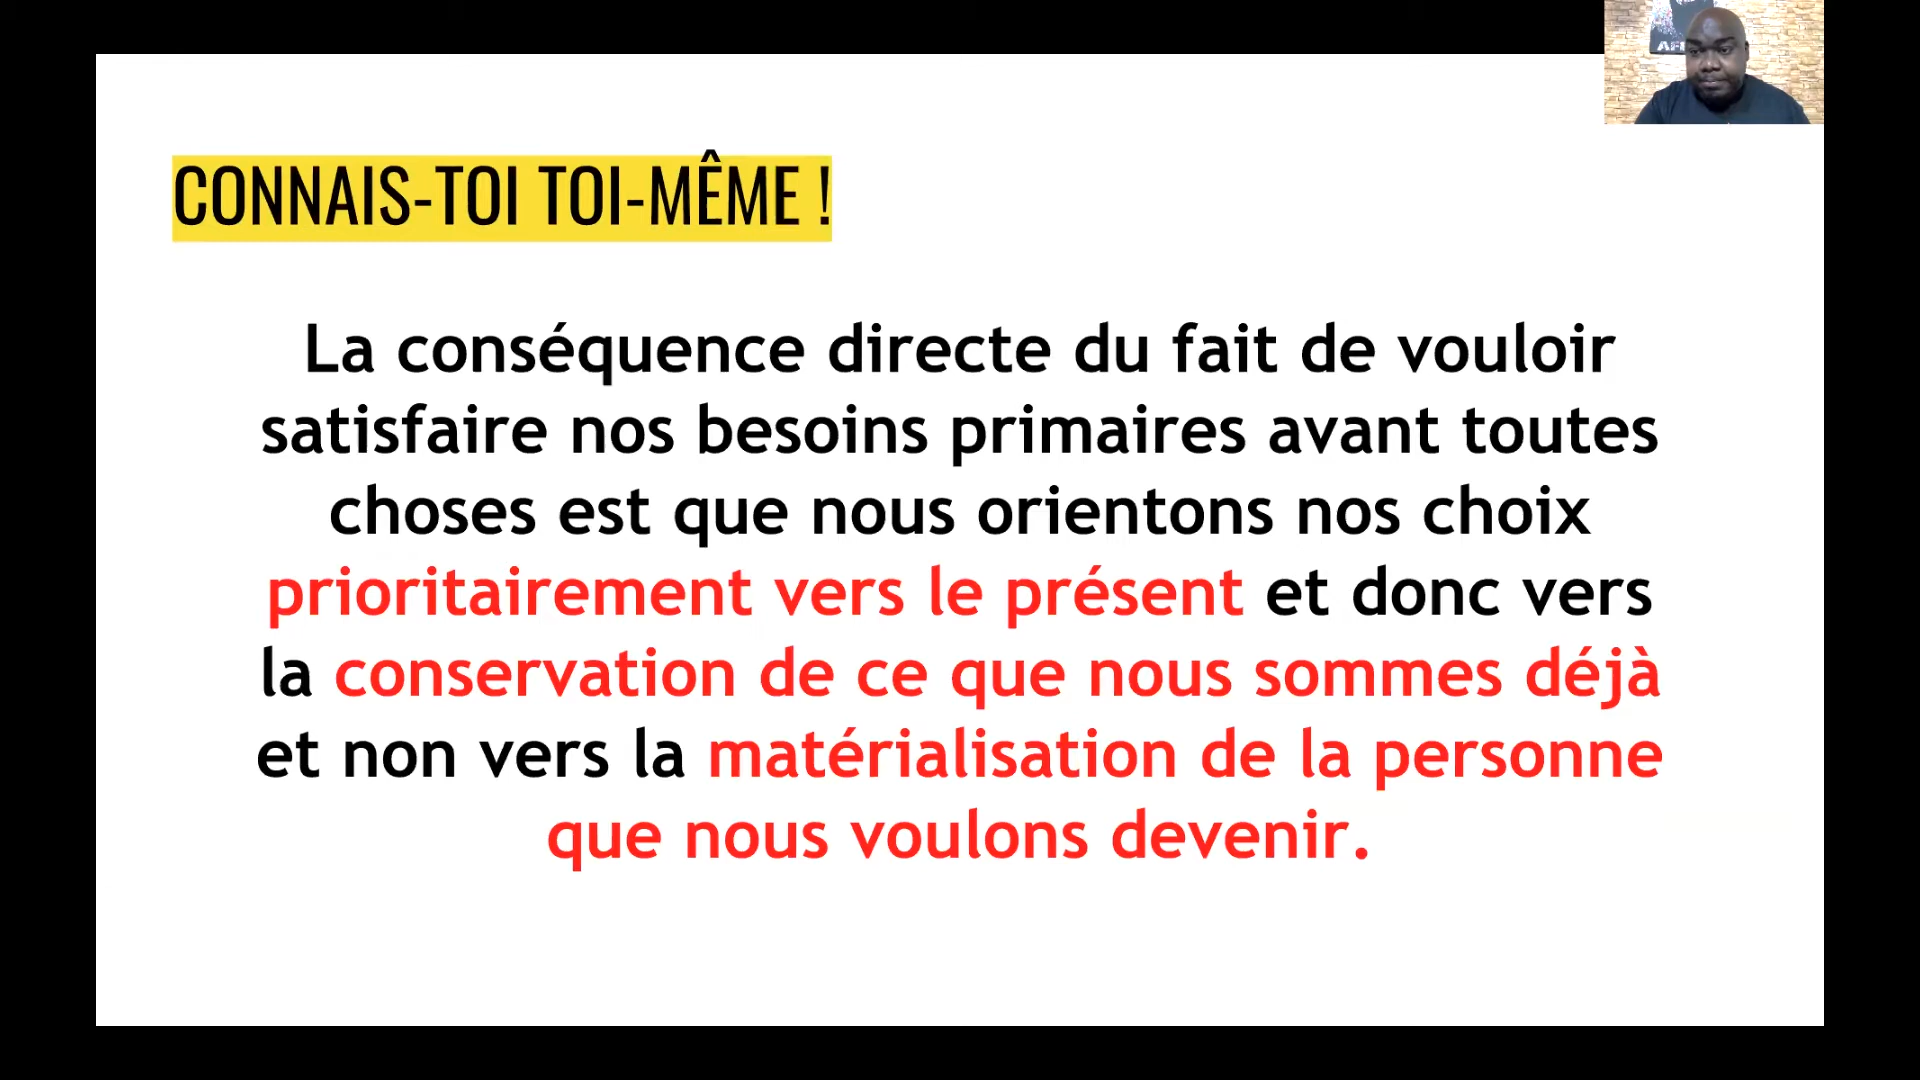 CONNAIS-TOI TOI-MÊME !
La conséquence directe du fait de vouloir
satisfaire nos besoins primaires avant toutes
choses est que nous orientons nos choix
prioritairement vers le présent et donc vers
la conservation de ce que nous sommes déjà
et non vers la matérialisation de la personne
que nous voulons devenir.